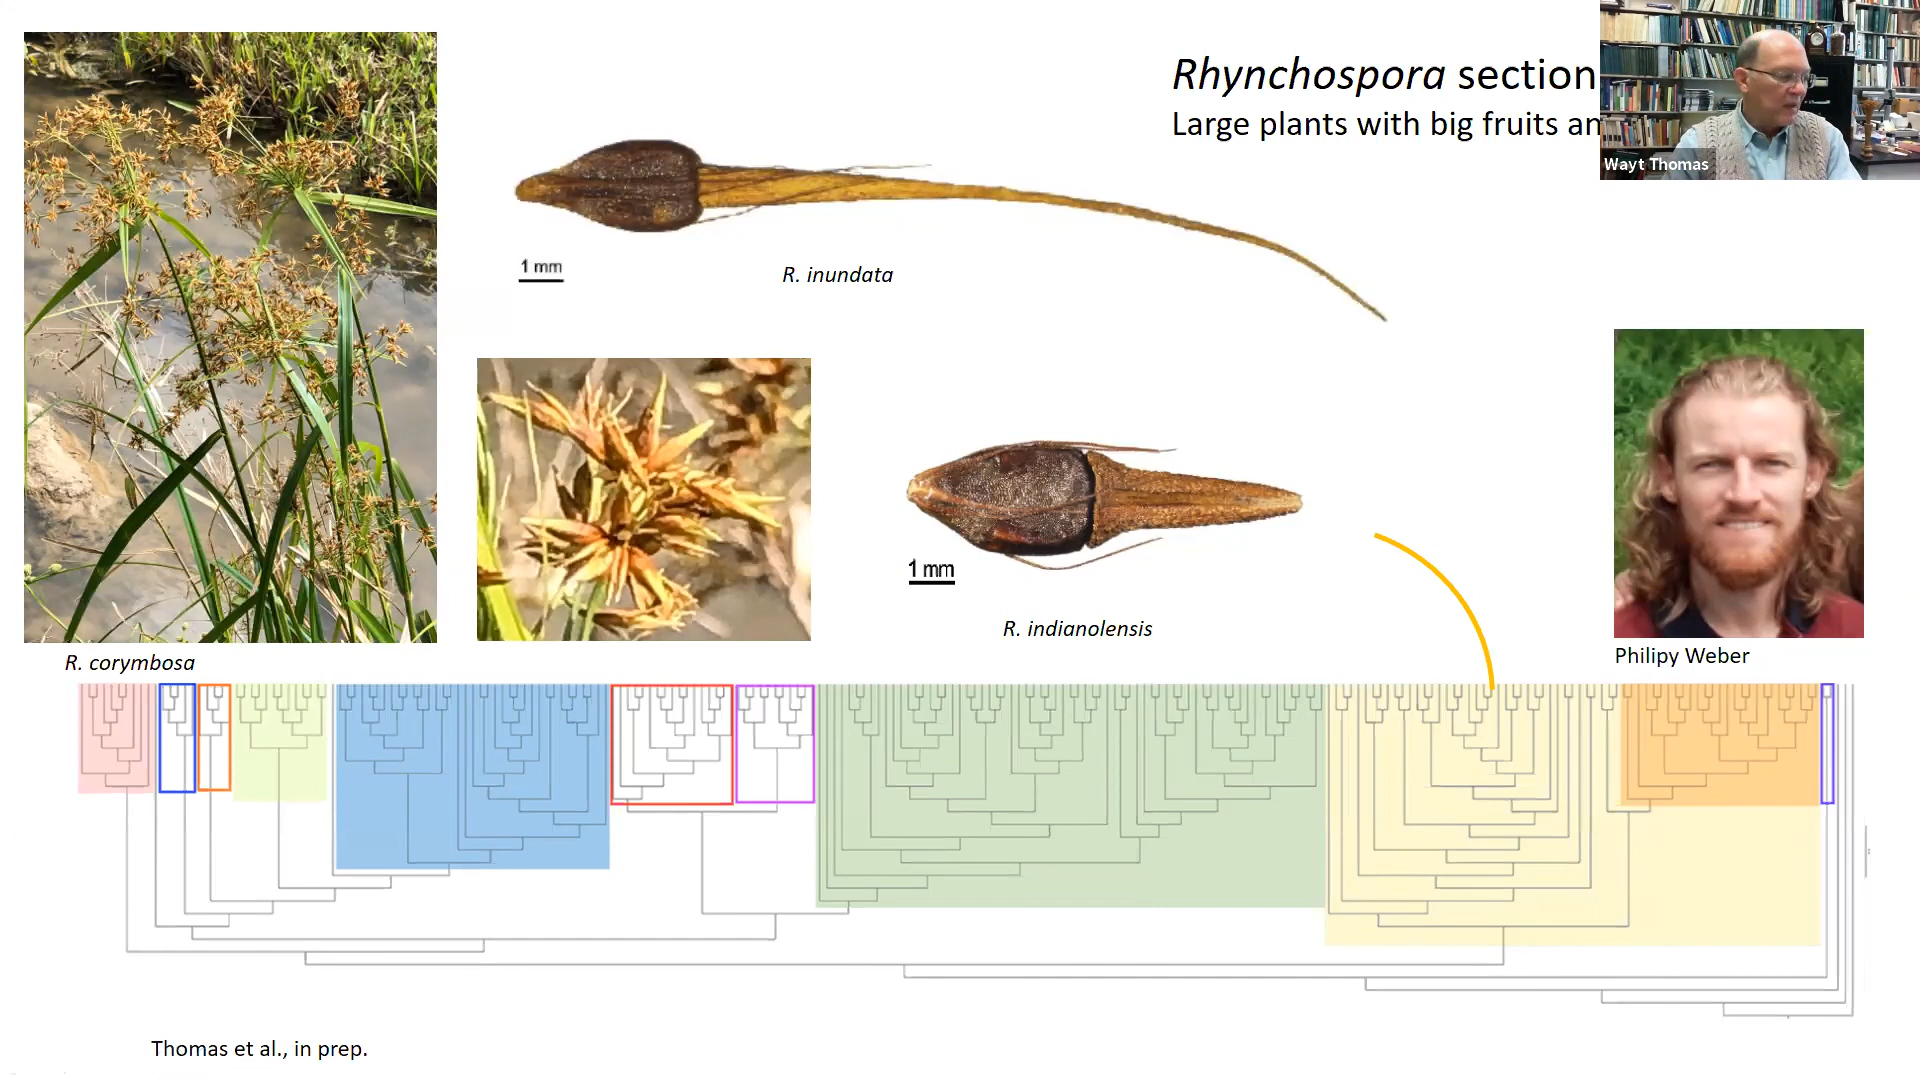 Rhynchospora section
Large plants with big fruits an
Wayt Thomas
1 mm
R. inundata
1 mm
R. indianolensis
Philipy Weber
R. corymbosa
Thomas et al., in prep.